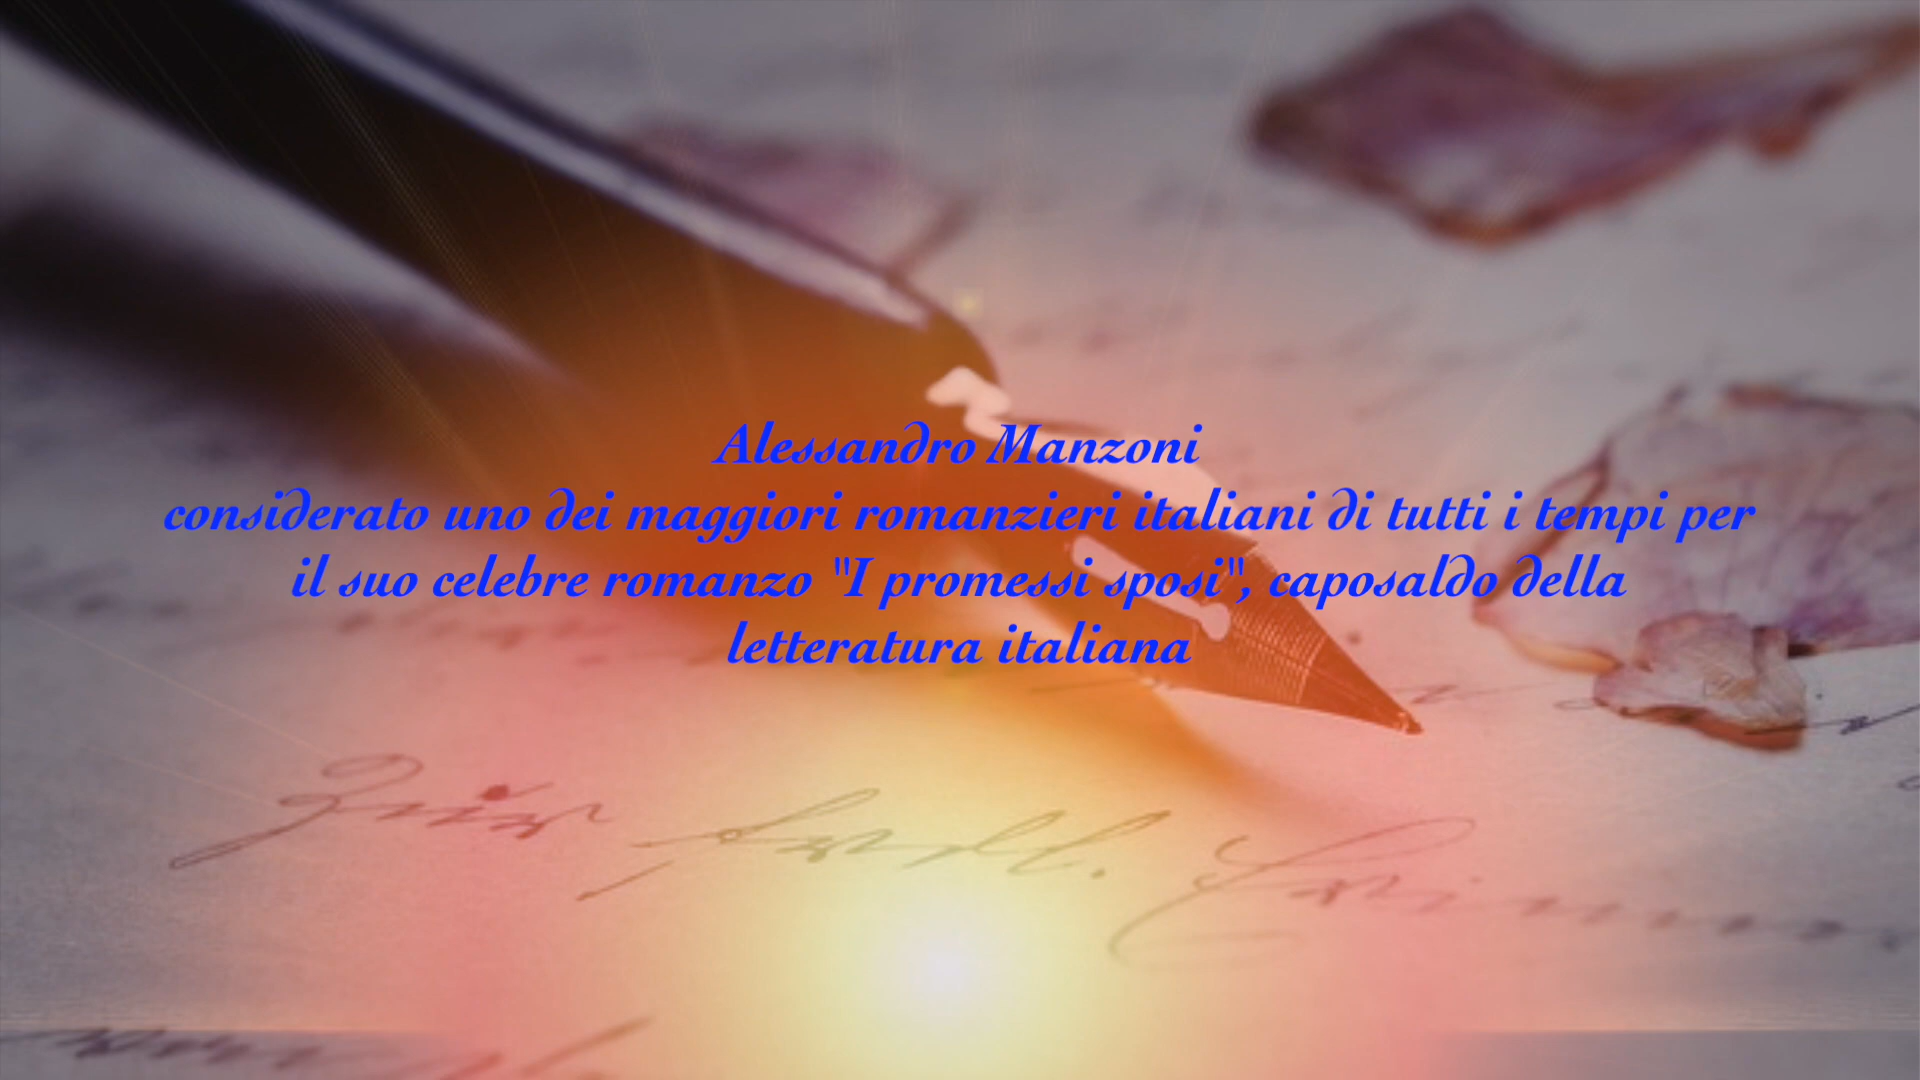 Alessandro Manzoni
considerato uno dei maggiori romanzieri italiani di tutti i tempi per
il suo celebre romanzo "I promessi sposi", caposaldo della
letteratura italiana